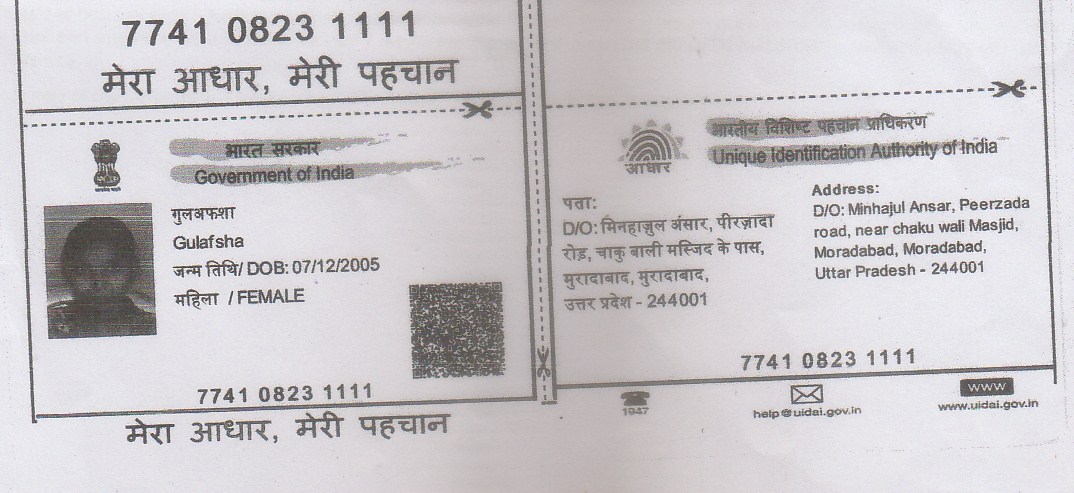 7741 0823 1111
मेरा आधार, मेरी पहचान
भारत सरकार
Government of India
गुलअफशा
Gulafsha
जन्म तिथि/ DOB: 07/12/2005
महिला / FEMALE
7741 0823 1111
मेरा आधार, मेरी पहचान
भारतीय विशिष्ट पहचान प्राधिकरण
Unique Identification Authority of India
आधार
पता:
D/O: मिनहाजुल अंसार, पीरज़ादा
रोड़, चाकु बाली मस्जिद के पास,
मुरादाबाद, मुरादाबाद,
उत्तर प्रदेश - 244001
Address:
D/O: Minhajul Ansar, Peerzada
road, near chaku wali Masjid,
Moradabad, Moradabad,
Uttar Pradesh - 244001
7741 0823 1111
1947
help@uidai.gov.in
www
www.uidai.gov.in